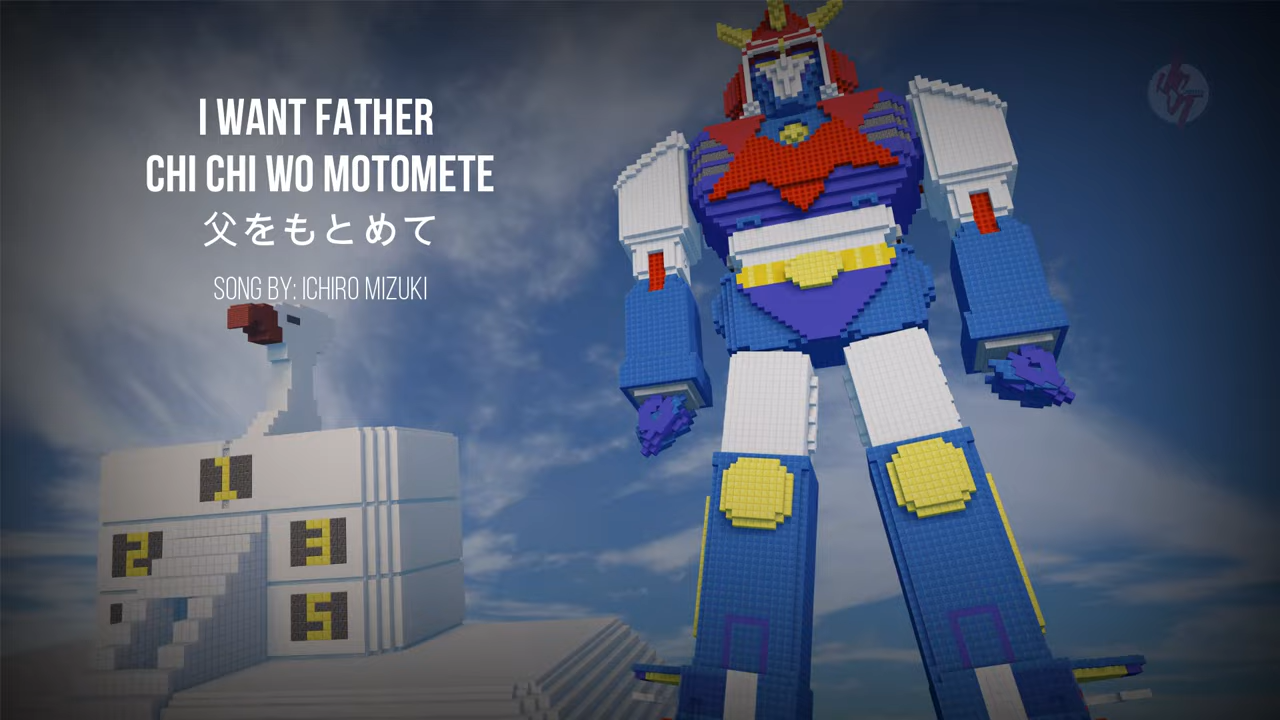 I WANT FATHER
CHI CHI WO MOTOMETE
父をもとめて
SONG BY: ICHIRO MIZUKI
1
2 3
5